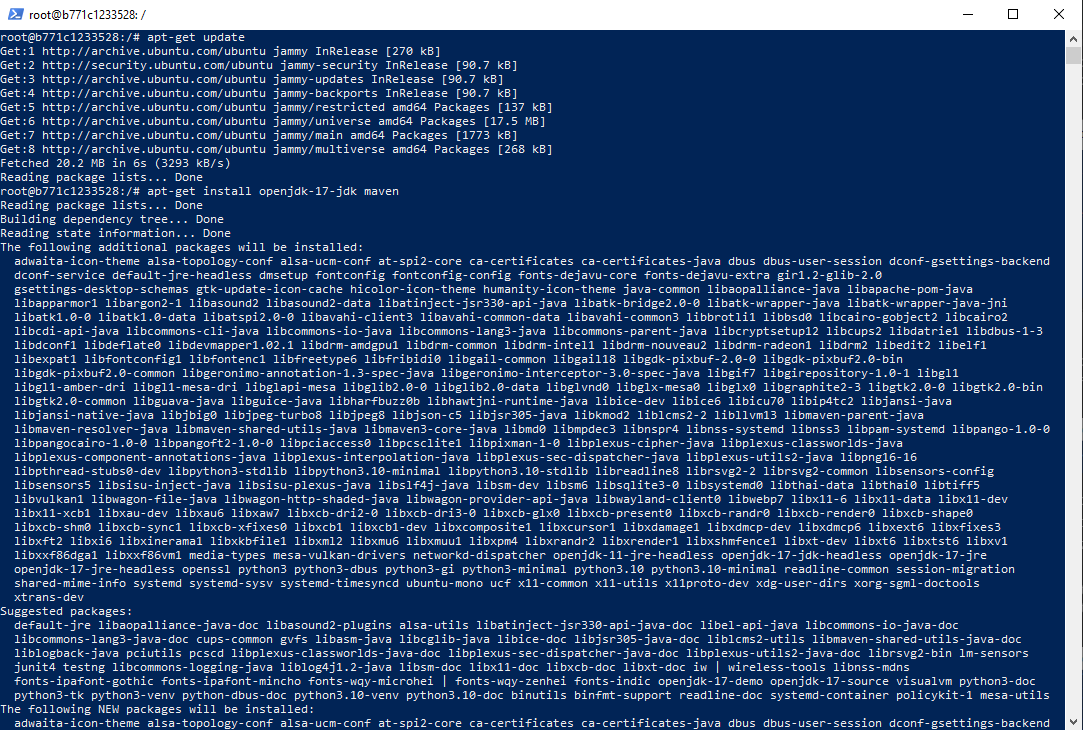 root@b771c1233528: /
root@b771c1233528:/# apt-get update
Get:1 http://archive.ubuntu.com/ubuntu jammy InRelease [270 kB]
Get:2 http://security.ubuntu.com/ubuntu jammy-security InRelease [90.7 kB]
Get:3 http://archive.ubuntu.com/ubuntu jammy-updates InRelease [90.7 kB]
Get:4 http://archive.ubuntu.com/ubuntu jammy-backports InRelease [90.7 kB]
Get:5 http://archive.ubuntu.com/ubuntu jammy/restricted amd64 Packages [137 kB]
Get:6 http://archive.ubuntu.com/ubuntu jammy/universe amd64 Packages [17.5 MB]
Get:7 http://archive.ubuntu.com/ubuntu jammy/main amd64 Packages [1773 kB]
Get:8 http://archive.ubuntu.com/ubuntu jammy/multiverse amd64 Packages [268 kB]
Fetched 20.2 MB in 6s (3293 kB/s)
Reading package lists... Done
root@b771c1233528:/# apt-get install openjdk-17-jdk maven
Reading package lists... Done
Building dependency tree... Done
Reading state information... Done
The following additional packages will be installed:
adwaita-icon-theme alsa-topology-conf alsa-ucm-conf at-spi2-core ca-certificates ca-certificates-java dbus dbus-user-session dconf-gsettings-backend
dconf-service default-jre-headless dmsetup fontconfig fontconfig-config fonts-dejavu-core fonts-dejavu-extra gir1.2-glib-2.0
gsettings-desktop-schemas gtk-update-icon-cache hicolor-icon-theme humanity-icon-theme java-common libaopalliance-java libapache-pom-java
libapparmor1 libargon2-1 libasound2 libasound2-data libatinject-jsr330-api-java libatk-bridge2.0-0 libatk-wrapper-java libatk-wrapper-java-jni
libatk1.0-0 libatk1.0-data libatspi2.0-0 libavahi-client3 libavahi-common-data libavahi-common3 libbrotli1 libbsd0 libcairo-gobject2 libcairo2
libcdi-api-java libcommons-cli-java libcommons-io-java libcommons-lang3-java libcommons-parent-java libcryptsetup12 libcups2 libdatrie1 libdbus-1-3
libdconf1 libdeflate0 libdevmapper1.02.1 libdrm-amdgpu1 libdrm-common libdrm-intel1 libdrm-nouveau2 libdrm-radeon1 libdrm2 libedit2 libelf1
libexpat1 libfontconfig1 libfontenc1 libfreetype6 libfribidi0 libgail-common libgail18 libgdk-pixbuf-2.0-0 libgdk-pixbuf2.0-bin
libgdk-pixbuf2.0-common libgeronimo-annotation-1.3-spec-java libgeronimo-interceptor-3.0-spec-java libgif7 libgirepository-1.0-1 libgl1
libgl1-amber-dri libgl1-mesa-dri libglapi-mesa libglib2.0-0 libglib2.0-data libglvnd0 libglx-mesa0 libglx0 libgraphite2-3 libgtk2.0-0 libgtk2.0-bin
libgtk2.0-common libguava-java libguice-java libharfbuzz0b libhawtjni-runtime-java libice-dev libice6 libicu70 libip4tc2 libjansi-java
libjansi-native-java libjbig0 libjpeg-turbo8 libjpeg8 libjson-c5 libjsr305-java libkmod2 liblcms2-2 libllvm13 libmaven-parent-java
libmaven-resolver-java libmaven-shared-utils-java libmaven3-core-java libmd0 libmpdec3 libnspr4 libnss-systemd libnss3 libpam-systemd libpango-1.0-0
libpangocairo-1.0-0 libpangoft2-1.0-0 libpciaccess0 libpcsclite1 libpixman-1-0 libplexus-cipher-java libplexus-classworlds-java
libplexus-component-annotations-java libplexus-interpolation-java libplexus-sec-dispatcher-java libplexus-utils2-java libpng16-16
libpthread-stubs0-dev libpython3-stdlib libpython3.10-minimal libpython3.10-stdlib libreadline8 librsvg2-2 librsvg2-common libsensors-config
libsensors5 libsisu-inject-java libsisu-plexus-java libslf4j-java libsm-dev libsm6 libsqlite3-0 libsystemd0 libthai-data libthai0 libtiff5
libvulkan1 libwagon-file-java libwagon-http-shaded-java libwagon-provider-api-java libwayland-client0 libwebp7 libx11-6 libx11-data libx11-dev
libx11-xcb1 libxau-dev libxau6 libxaw7 libxcb-dri2-0 libxcb-dri3-0 libxcb-glx0 libxcb-present0 libxcb-randr0 libxcb-render0 libxcb-shape0
libxcb-shm0 libxcb-sync1 libxcb-xfixes0 libxcb1 libxcb1-dev libxcomposite1 libxcursor1 libxdamage1 libxdmcp-dev libxdmcp6 libxext6 libxfixes3
libxft2 libxi6 libxinerama1 libxkbfile1 libxml2 libxmu6 libxmuu1 libxpm4 libxrandr2 libxrender1 libxshmfence1 libxt-dev libxt6 libxtst6 libxv1
libxxf86dga1 libxxf86vm1 media-types mesa-vulkan-drivers networkd-dispatcher openjdk-11-jre-headless openjdk-17-jdk-headless openjdk-17-jre
openjdk-17-jre-headless openssl python3 python3-dbus python3-gi python3-minimal python3.10 python3.10-minimal readline-common session-migration
shared-mime-info systemd systemd-sysv systemd-timesyncd ubuntu-mono ucf x11-common x11-utils x11proto-dev xdg-user-dirs xorg-sgml-doctools
xtrans-dev
Suggested packages:
default-jre libaopalliance-java-doc libasound2-plugins alsa-utils libatinject-jsr330-api-java-doc libel-api-java libcommons-io-java-doc
libcommons-lang3-java-doc cups-common gvfs libasm-java libcglib-java libice-doc libjsr305-java-doc liblcms2-utils libmaven-shared-utils-java-doc
liblogback-java pciutils pcscd libplexus-classworlds-java-doc libplexus-sec-dispatcher-java-doc libplexus-utils2-java-doc librsvg2-bin lm-sensors
junit4 testng libcommons-logging-java liblog4j1.2-java libsm-doc libx11-doc libxcb-doc libxt-doc iw | wireless-tools libnss-mdns
fonts-ipafont-gothic fonts-ipafont-mincho fonts-wqy-microhei | fonts-wqy-zenhei fonts-indic openjdk-17-demo openjdk-17-source visualvm python3-doc
python3-tk python3-venv python-dbus-doc python3.10-venv python3.10-doc binutils binfmt-support readline-doc systemd-container policykit-1 mesa-utils
The following NEW packages will be installed:
adwaita-icon-theme alsa-topology-conf alsa-ucm-conf at-spi2-core ca-certificates ca-certificates-java dbus dbus-user-session dconf-gsettings-backend